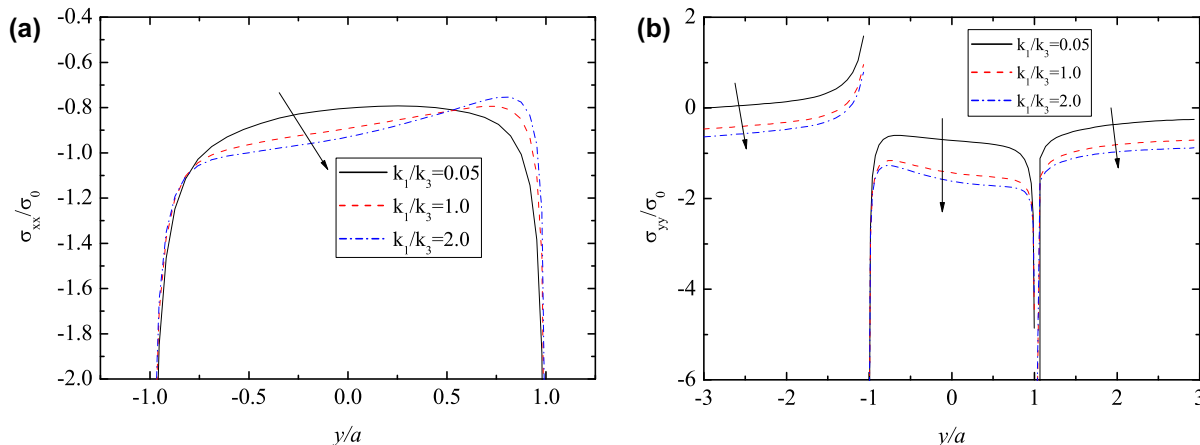 (a)
-0.4
-0.6
-0.8
-1.0
-1.2
-1.4
-1.6
-1.8
-2.0
σxx/σ0
k1/k3=0.05
k1/k3=1.0
k1/k3=2.0
-1.0 -0.5 0.0 0.5 1.0
y/a
(b)
2
0
-2
-4
-6
σyy/σ0
k1/k3=0.05
k1/k3=1.0
k1/k3=2.0
-3 -2 -1 0 1 2 3
y/a